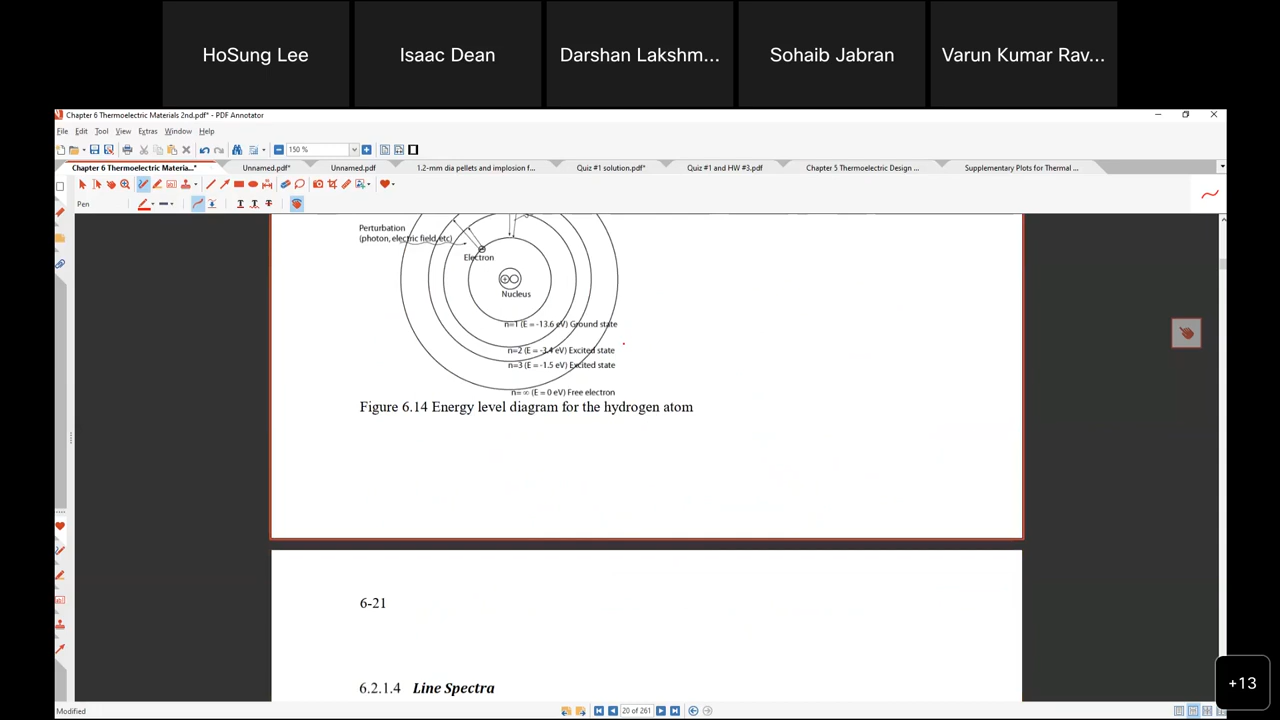 HoSung Lee
Isaac Dean
Darshan Lakshm...
Sohaib Jabran
Varun Kumar Rav...
Chapter 6 Thermoelectric Materials 2nd.pdf* - PDF Annotator
File Edit Tool View Extras Window Help
150 %
Chapter 6 Thermoelectric Materia...*
Unnamed.pdf*
Unnamed.pdf
1.2-mm dia pellets and implosion f...
Quiz #1 solution.pdf*
Quiz #1 and HW #3.pdf
Chapter 5 Thermoelectric Design ...
Supplementary Plots for Thermal ...
Pen
Perturbation
(photon, electric field, etc)
Electron
Nucleus
n=1 (E = -13.6 eV) Ground state
n=2 (E = -3.4 eV) Excited state
n=3 (E = -1.5 eV) Excited state
n= ∞ (E = 0 eV) Free electron
Figure 6.14 Energy level diagram for the hydrogen atom
6-21
6.2.1.4 Line Spectra
+13
Modified
20 of 261